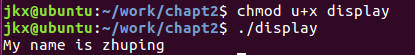 jkx@ubuntu:~/work/chapt2$ chmod u+x display
jkx@ubuntu:~/work/chapt2$ ./display
My name is zhuping